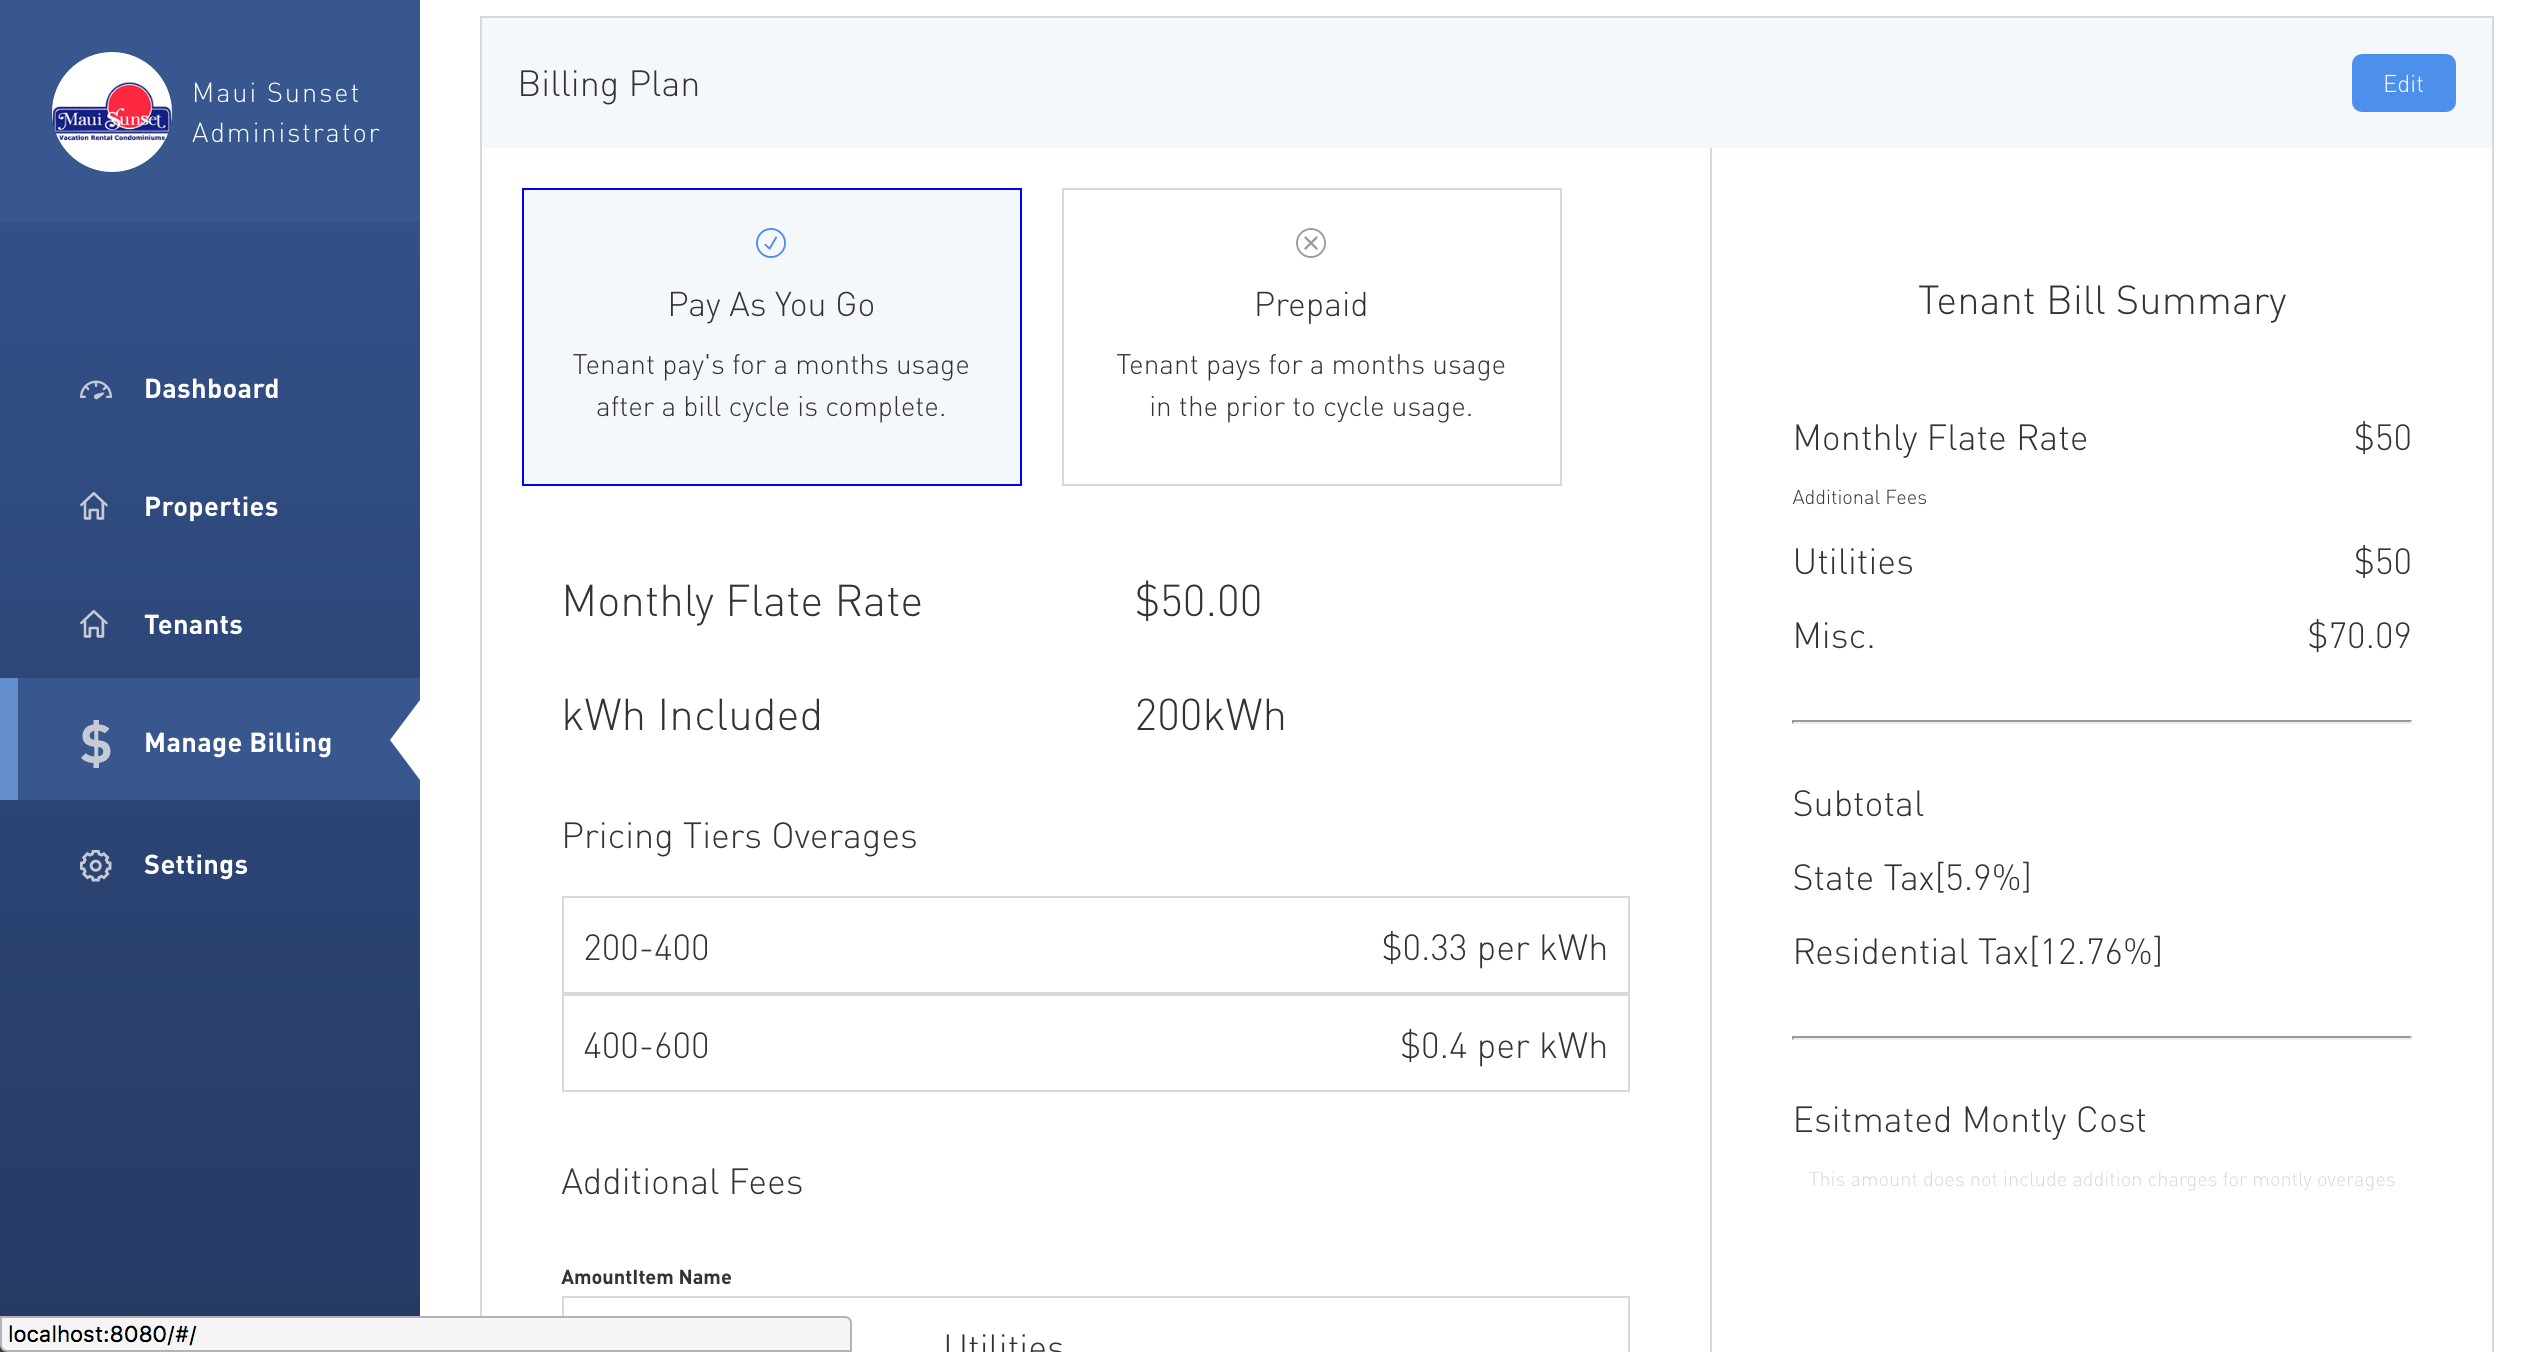 Maui Sunset
Vacation Rental Condominiums
Maui Sunset
Administrator
Dashboard
Properties
Tenants
$ Manage Billing
Settings
localhost:8080/#/
Billing Plan
Edit
Pay As You Go
Tenant pay's for a months usage
after a bill cycle is complete.
Prepaid
Tenant pays for a months usage
in the prior to cycle usage.
Monthly Flate Rate $50.00
kWh Included 200kWh
Pricing Tiers Overages
200-400 $0.33 per kWh
400-600 $0.4 per kWh
Additional Fees
AmountItem Name
Utilities
Tenant Bill Summary
Monthly Flate Rate $50
Additional Fees
Utilities $50
Misc. $70.09
Subtotal
State Tax[5.9%]
Residential Tax[12.76%]
Esitmated Montly Cost
This amount does not include addition charges for montly overages